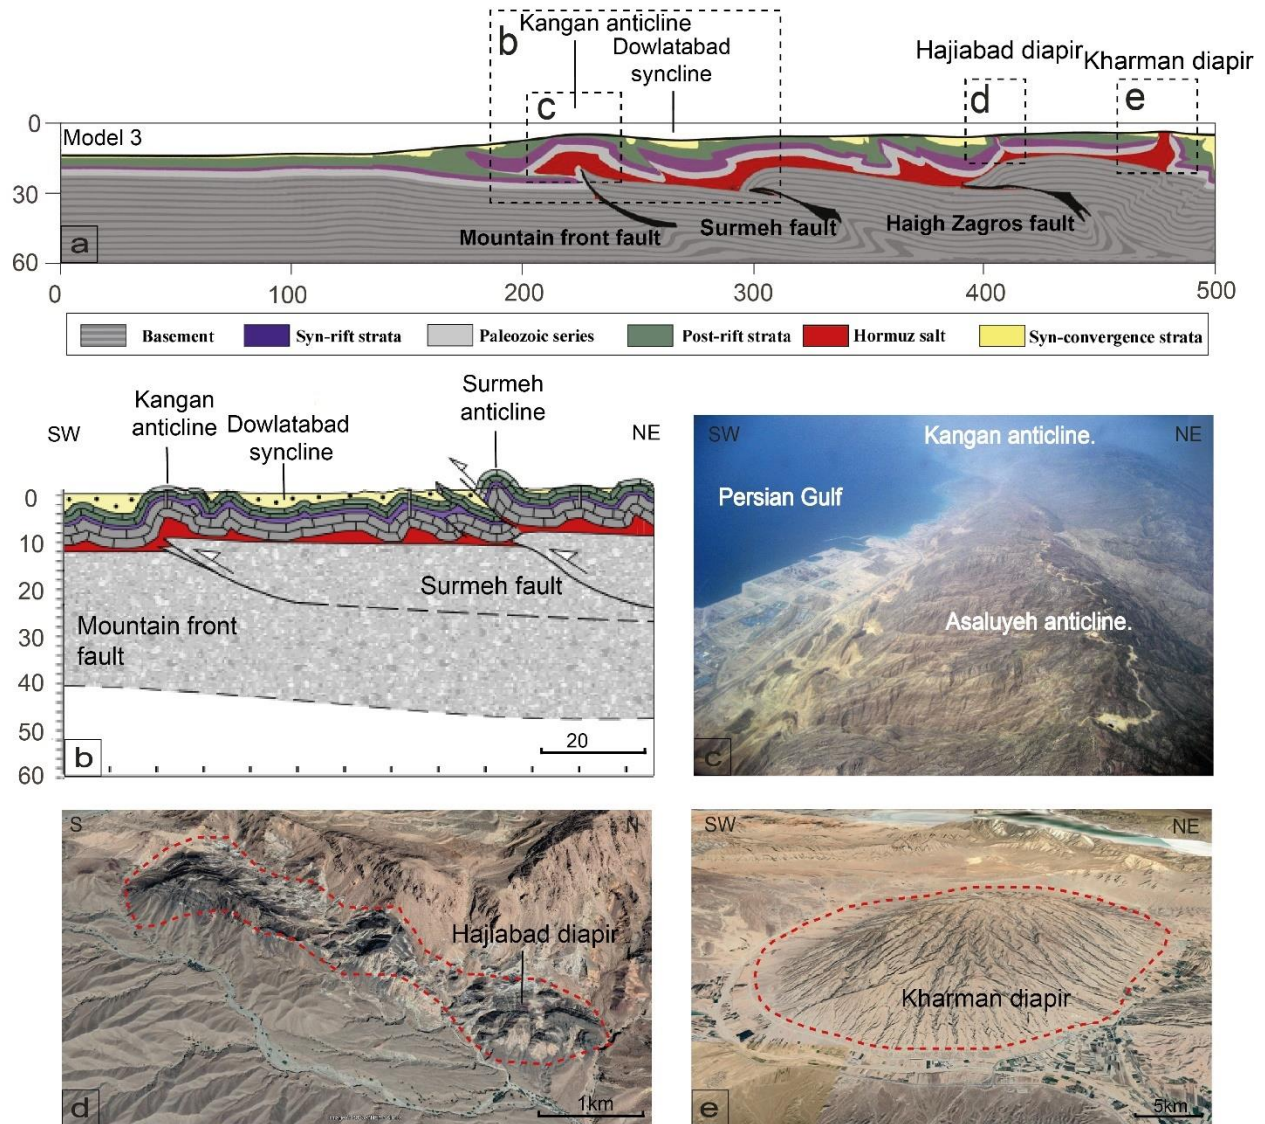 Kangan anticline
b
Dowlatabad
syncline
Hajiabad diapir
Kharman diapir
c
d
e
0
Model 3
30
Mountain front fault
Surmeh fault
Haigh Zagros fault
a
60
0
100
200
300
400
500
Basement
Syn-rift strata
Paleozoic series
Post-rift strata
Hormuz salt
Syn-convergence strata
Kangan
anticline
Dowlatabad
syncline
Surmeh
anticline
SW
NE
0
10
20
30
40
50
60
Surmeh fault
Mountain front
fault
20
b
SW
Kangan anticline.
NE
Persian Gulf
Asaluyeh anticline.
c
S
N
Hajiabad diapir
d
1km
SW
NE
Kharman diapir
e
5km